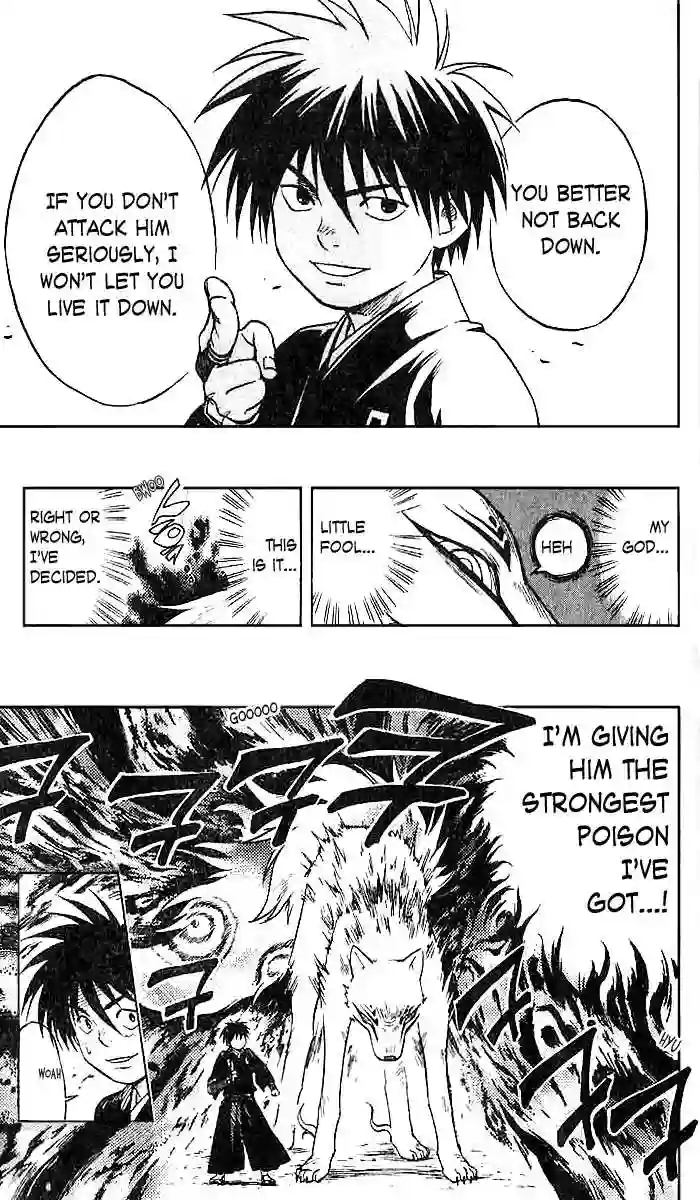 YOU BETTER
NOT BACK
DOWN.
IF YOU DON'T
ATTACK HIM
SERIOUSLY, I
WON'T LET YOU
LIVE IT DOWN.
MY
GOD...
HEH
LITTLE
FOOL...
THIS
IS IT...
BWOO
RIGHT OR
WRONG,
I'VE
DECIDED.
I'M GIVING
HIM THE
STRONGEST
POISON
I'VE
GOT...!
GOOOOO
HYU
WOAH